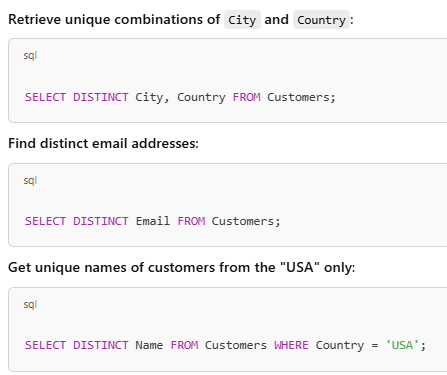 Retrieve unique combinations of City and Country:
sql
SELECT DISTINCT City, Country FROM Customers;
Find distinct email addresses:
sql
SELECT DISTINCT Email FROM Customers;
Get unique names of customers from the "USA" only:
sql
SELECT DISTINCT Name FROM Customers WHERE Country = 'USA';